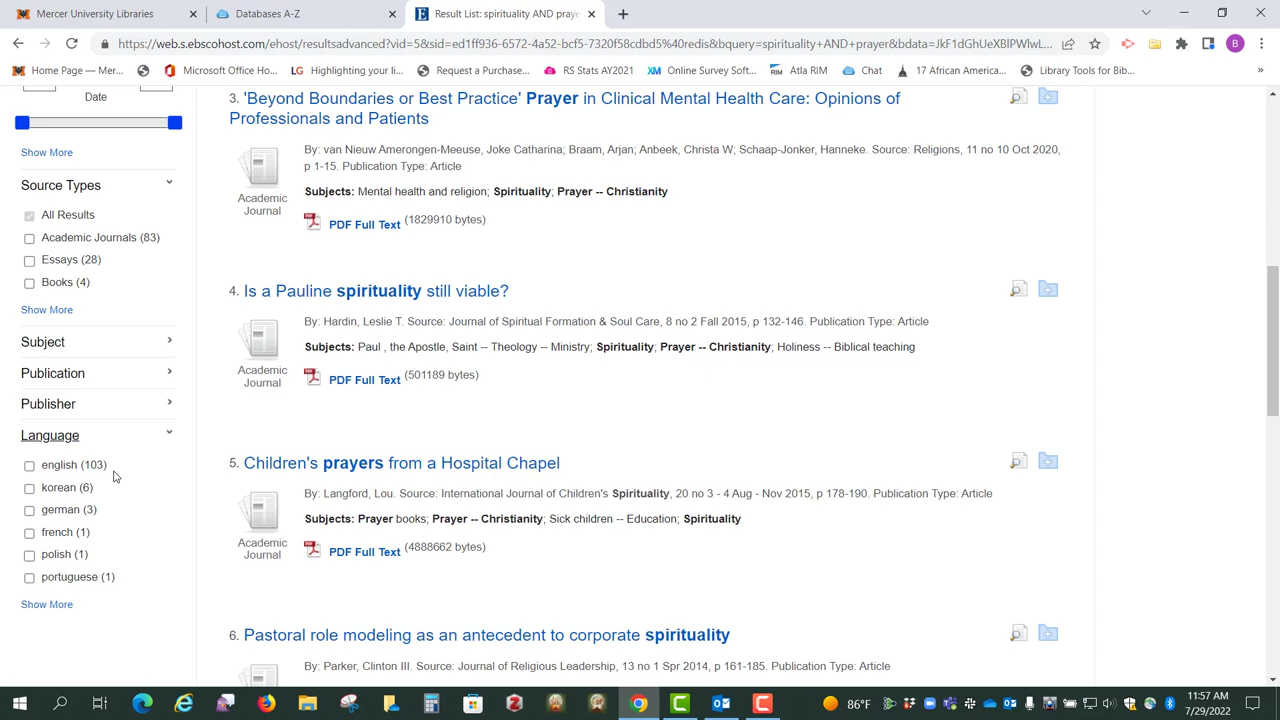 Mercer University Libraries
Databases A-Z
Result List: spirituality AND praye
https://web.s.ebscohost.com/ehost/resultsadvanced?vid=5&sid=d1ff936-6772-4a52-bcf5-7320f58cdbd5%40redis&bquery=spirituality+AND+prayer&bdata=JkF1dGhUeXBlPWlwL...
B
Home Page — Mer...
Microsoft Office Ho...
LG Highlighting your li...
Request a Purchase...
RS Stats AY2021
XM Online Survey Soft...
RIM Atla RIM
Chat
17 African America...
Library Tools for Bib...
»
Date
Show More
Source Types
All Results
Academic Journals (83)
Essays (28)
Books (4)
Show More
Subject
Publication
Publisher
Language
english (103)
korean (6)
german (3)
french (1)
polish (1)
portuguese (1)
Show More
3. 'Beyond Boundaries or Best Practice' Prayer in Clinical Mental Health Care: Opinions of
Professionals and Patients
By: van Nieuw Amerongen-Meeuse, Joke Catharina; Braam, Arjan; Anbeek, Christa W; Schaap-Jonker, Hanneke. Source: Religions, 11 no 10 Oct 2020,
p 1-15. Publication Type: Article
Academic
Journal
Subjects: Mental health and religion; Spirituality; Prayer -- Christianity
PDF Full Text (1829910 bytes)
4. Is a Pauline spirituality still viable?
By: Hardin, Leslie T. Source: Journal of Spiritual Formation & Soul Care, 8 no 2 Fall 2015, p 132-146. Publication Type: Article
Subjects: Paul , the Apostle, Saint -- Theology -- Ministry; Spirituality; Prayer -- Christianity; Holiness -- Biblical teaching
Academic
Journal
PDF Full Text (501189 bytes)
5. Children's prayers from a Hospital Chapel
By: Langford, Lou. Source: International Journal of Children's Spirituality, 20 no 3 - 4 Aug - Nov 2015, p 178-190. Publication Type: Article
Subjects: Prayer books; Prayer -- Christianity; Sick children -- Education; Spirituality
Academic
Journal
PDF Full Text (4888662 bytes)
6. Pastoral role modeling as an antecedent to corporate spirituality
By: Parker, Clinton III. Source: Journal of Religious Leadership, 13 no 1 Spr 2014, p 161-185. Publication Type: Article
86°F
11:57 AM
7/29/2022